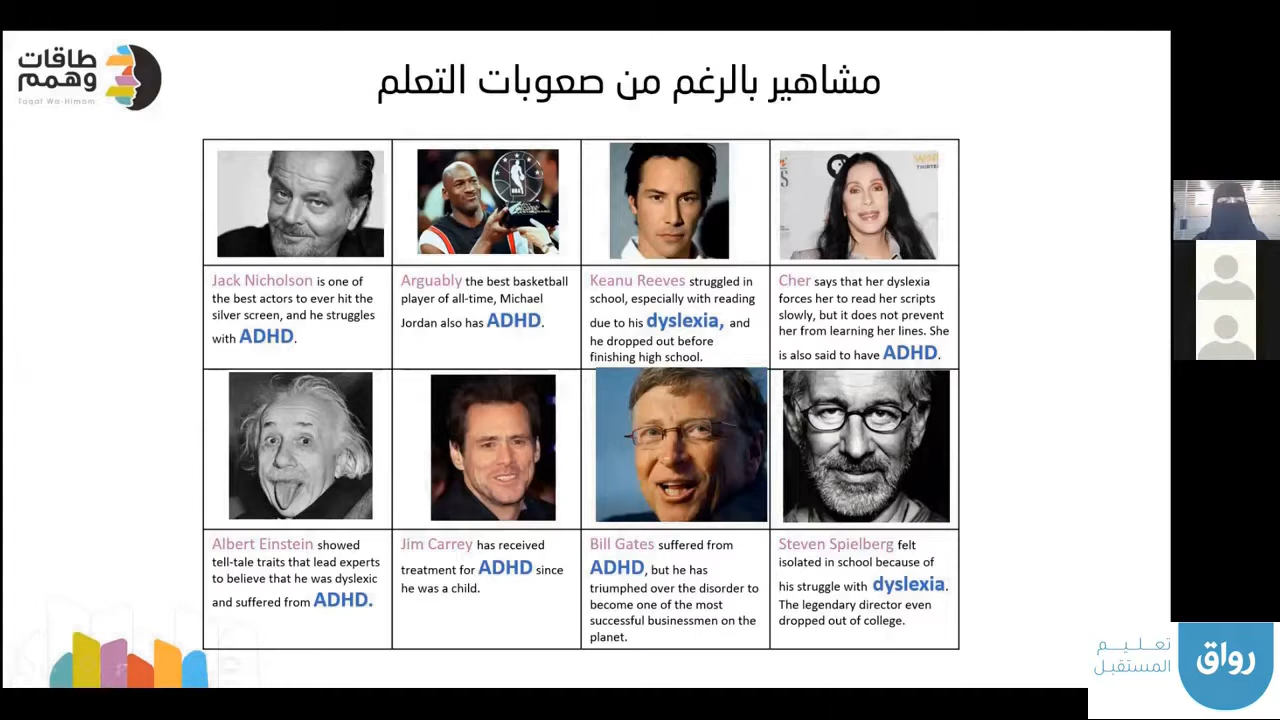 طاقات
وهمم
Taqat Wa-Himam
مشاهير بالرغم من صعوبات التعلم
Jack Nicholson is one of
the best actors to ever hit the
silver screen, and he struggles
with ADHD.
Arguably the best basketball
player of all-time, Michael
Jordan also has ADHD.
Keanu Reeves struggled in
school, especially with reading
due to his dyslexia, and
he dropped out before
finishing high school.
Cher says that her dyslexia
forces her to read her scripts
slowly, but it does not prevent
her from learning her lines. She
is also said to have ADHD.
Albert Einstein showed
tell-tale traits that lead experts
to believe that he was dyslexic
and suffered from ADHD.
Jim Carrey has received
treatment for ADHD since
he was a child.
Bill Gates suffered from
ADHD, but he has
triumphed over the disorder to
become one of the most
successful businessmen on the
planet.
Steven Spielberg felt
isolated in school because of
his struggle with dyslexia.
The legendary director even
dropped out of college.
تعليم
المستقبل
رواق